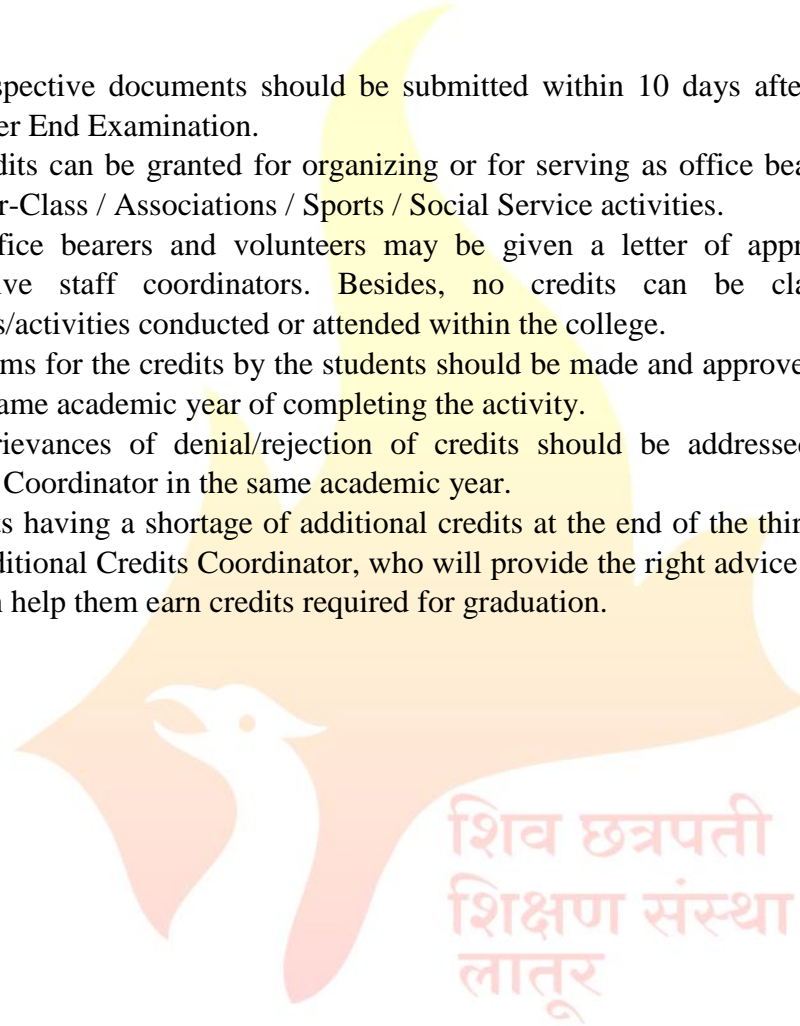 spective documents should be submitted within 10 days afte
er End Examination.
dits can be granted for organizing or for serving as office bea
r-Class / Associations / Sports / Social Service activities.
fice bearers and volunteers may be given a letter of appr
ive staff coordinators. Besides, no credits can be cla
s/activities conducted or attended within the college.
ms for the credits by the students should be made and approve
ame academic year of completing the activity.
rievances of denial/rejection of credits should be addressed
Coordinator in the same academic year.
ts having a shortage of additional credits at the end of the thir
ditional Credits Coordinator, who will provide the right advice
help them earn credits required for graduation.
शिव छत्रपती
शिक्षण संस्था
लातूर